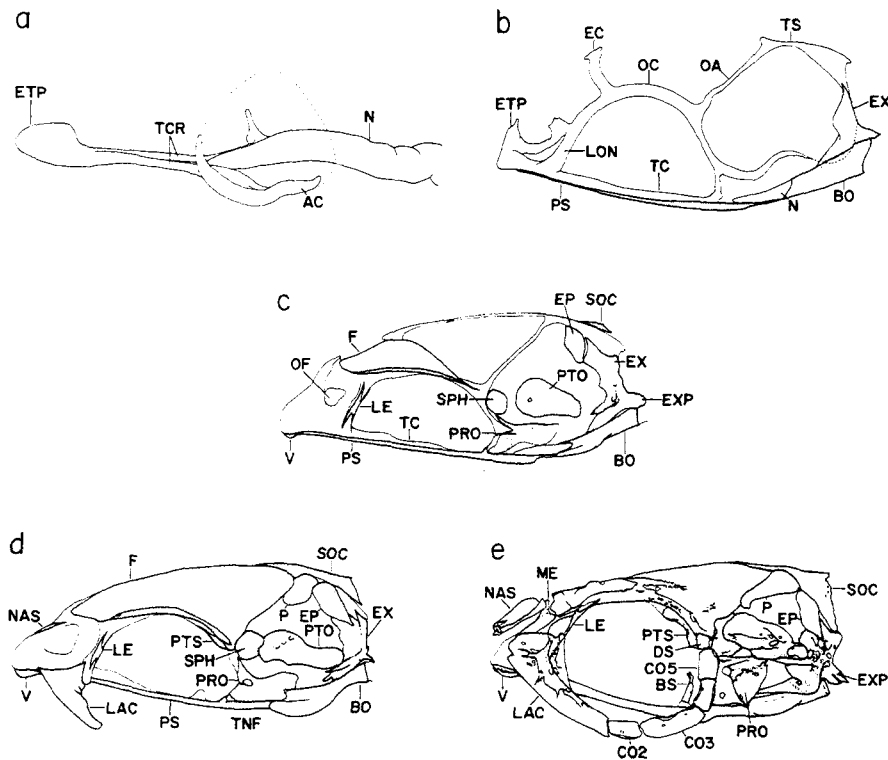 a
ETP
TCR
N
AC
b
EC
OC
OA
TS
EX
ETP
LON
TC
PS
N
BO
c
EP
SOC
F
EX
OF
PTO
SPH
EXP
LE
PRO
TC
V
PS
BO
d
F
SOC
NAS
P
EP
EX
PTO
LE
PTS
SPH
PRO
V
LAC
PS
TNF
BO
e
ME
NAS
SOC
P
EP
LE
PTS
DS
CO5
BS
V
LAC
EXP
PRO
CO3
CO2